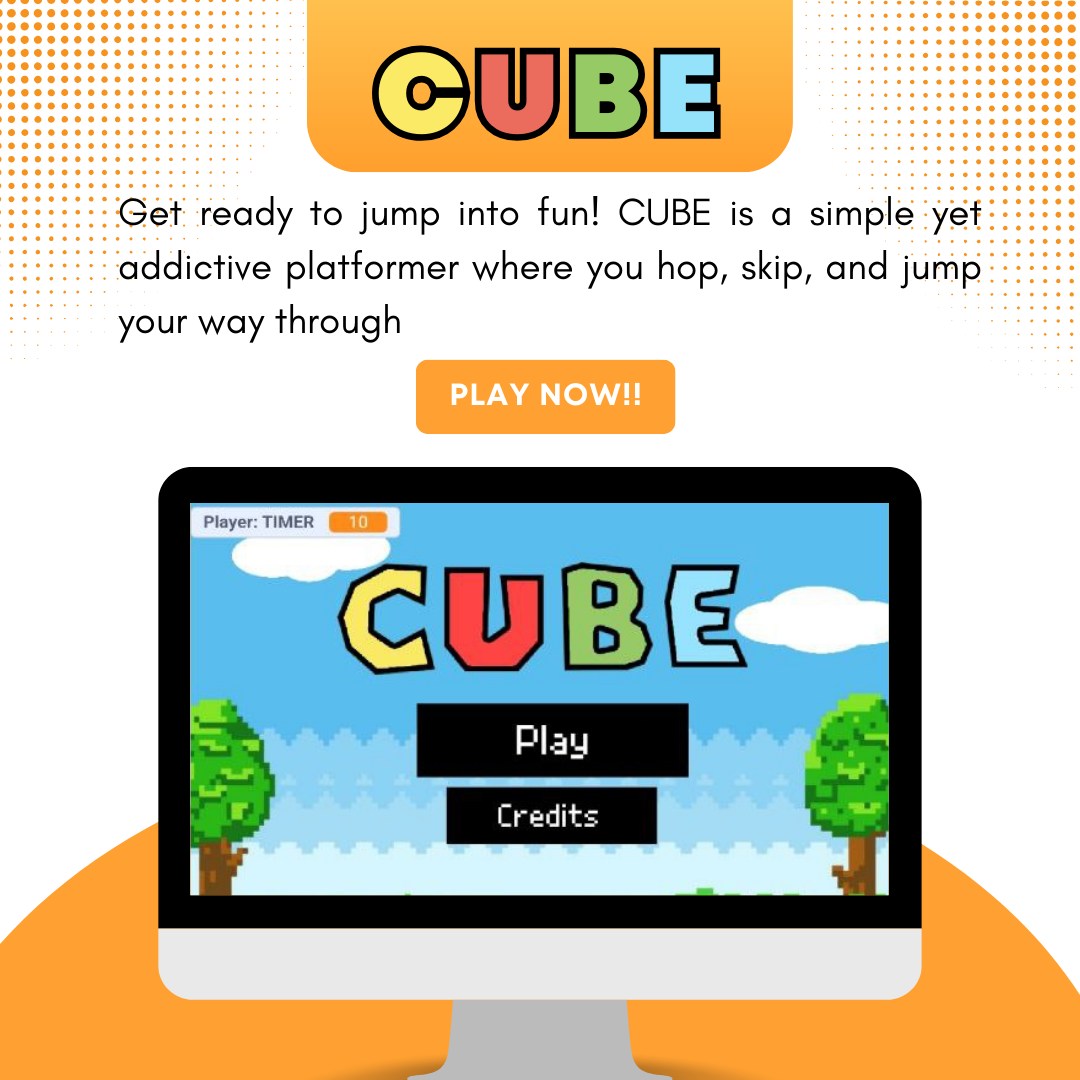 CUBE
Get ready to jump into fun! CUBE is a simple yet
addictive platformer where you hop, skip, and jump
your way through
PLAY NOW!!
Player: TIMER 10
CUBE
Play
Credits